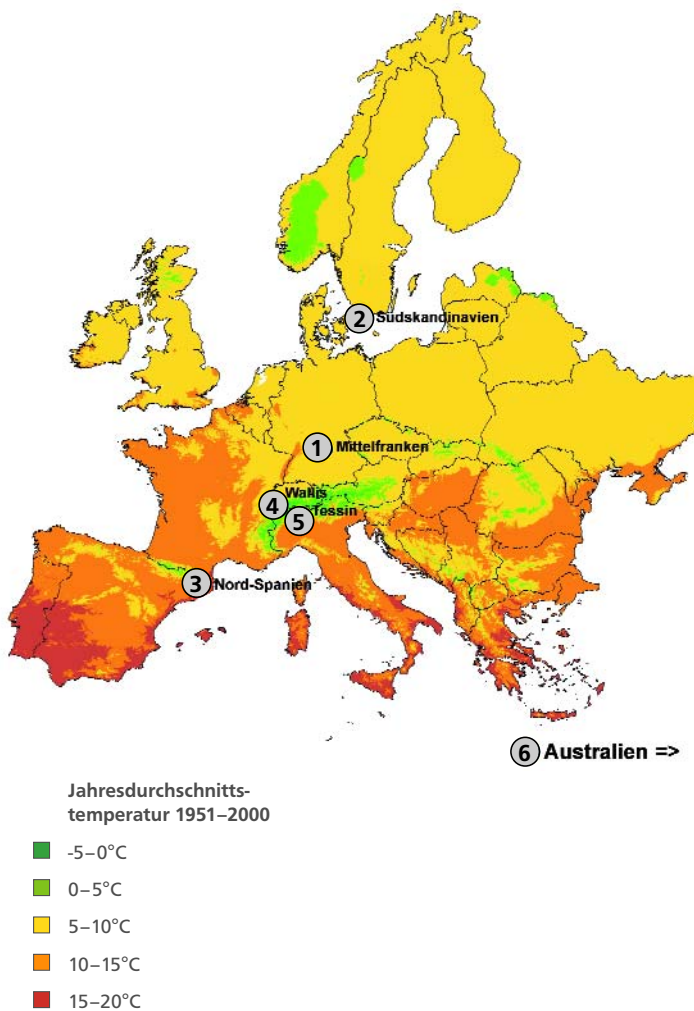 2 Südskandinavien
1 Mittelfranken
4 Wallis
5 Tessin
3 Nord-Spanien
6 Australien =>
Jahresdurchschnitts-
temperatur 1951–2000
-5–0°C
0–5°C
5–10°C
10–15°C
15–20°C